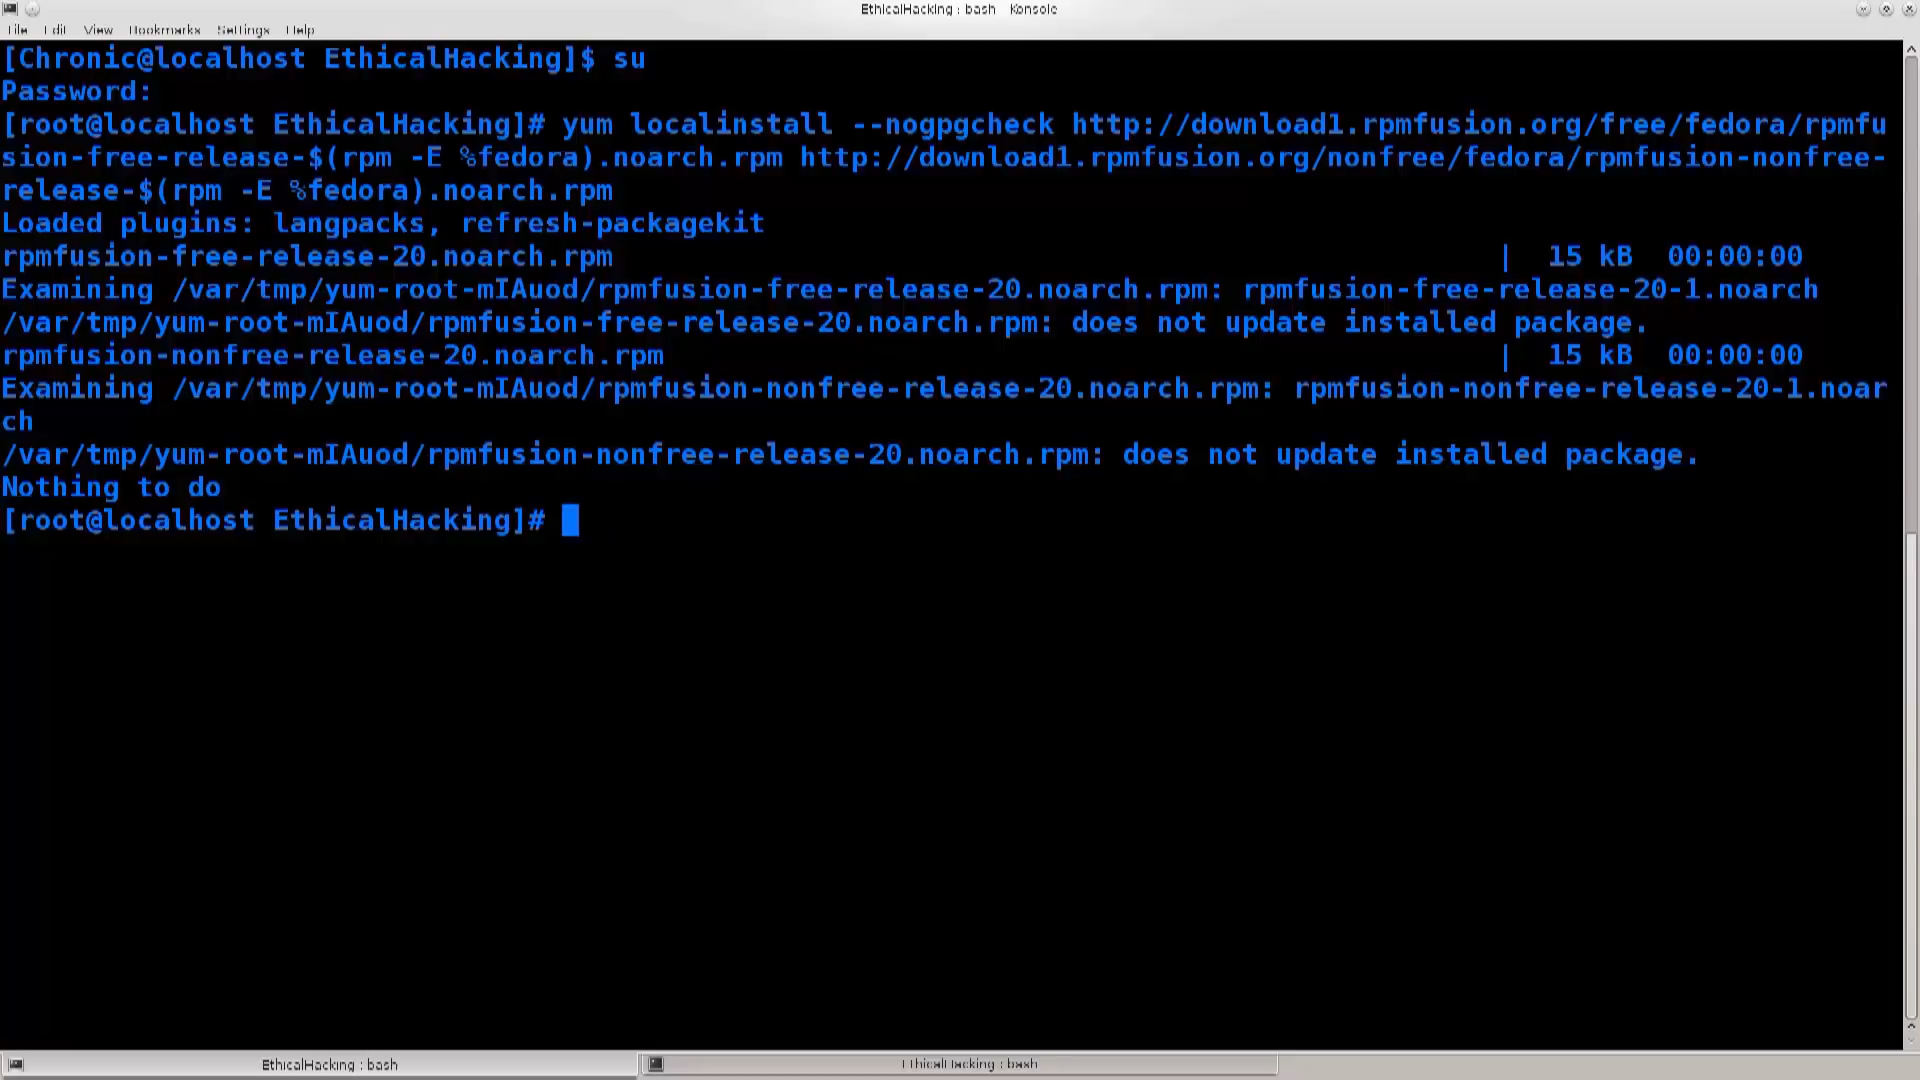 EthicalHacking : bash Konsole
File Edit View Bookmarks Settings Help
[Chronic@localhost EthicalHacking]$ su
Password:
[root@localhost EthicalHacking]# yum localinstall --nogpgcheck http://download1.rpmfusion.org/free/fedora/rpmfu
sion-free-release-$(rpm -E %fedora).noarch.rpm http://download1.rpmfusion.org/nonfree/fedora/rpmfusion-nonfree-
release-$(rpm -E %fedora).noarch.rpm
Loaded plugins: langpacks, refresh-packagekit
rpmfusion-free-release-20.noarch.rpm | 15 kB 00:00:00
Examining /var/tmp/yum-root-mIAuod/rpmfusion-free-release-20.noarch.rpm: rpmfusion-free-release-20-1.noarch
/var/tmp/yum-root-mIAuod/rpmfusion-free-release-20.noarch.rpm: does not update installed package.
rpmfusion-nonfree-release-20.noarch.rpm | 15 kB 00:00:00
Examining /var/tmp/yum-root-mIAuod/rpmfusion-nonfree-release-20.noarch.rpm: rpmfusion-nonfree-release-20-1.noar
ch
/var/tmp/yum-root-mIAuod/rpmfusion-nonfree-release-20.noarch.rpm: does not update installed package.
Nothing to do
[root@localhost EthicalHacking]#
EthicalHacking : bash EthicalHacking : bash